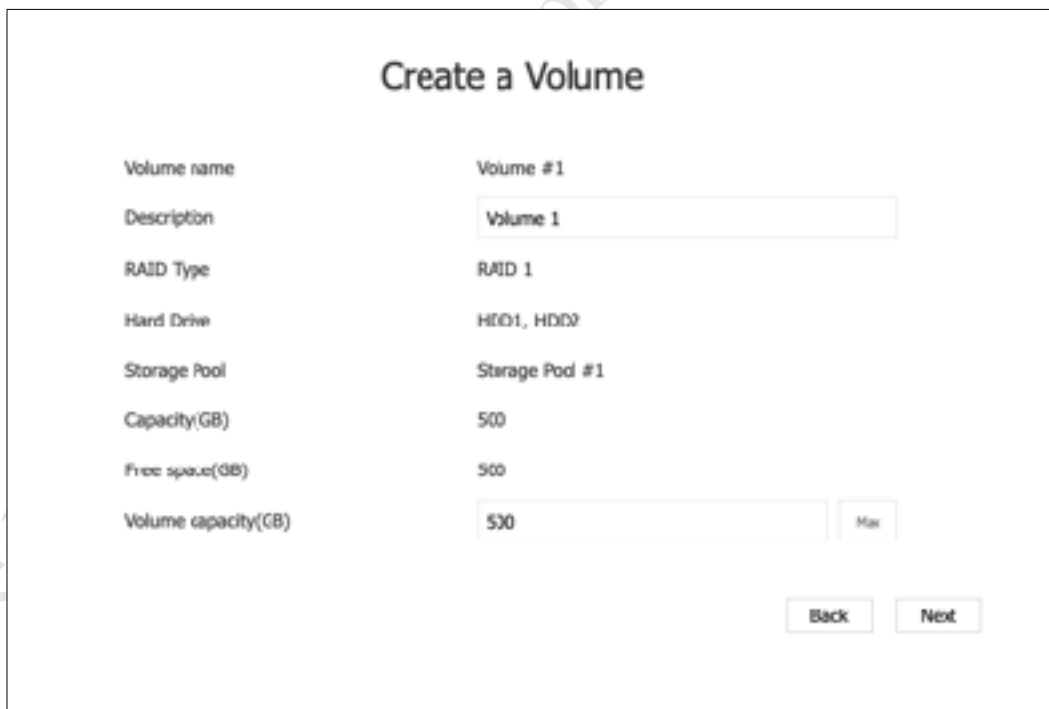 Create a Volume
Volume name Volume #1
Description Volume 1
RAID Type RAID 1
Hard Drive HDD1, HDD2
Storage Pool Storage Pool #1
Capacity(GB) 500
Free space(GB) 500
Volume capacity(GB) 500 Max
Back Next